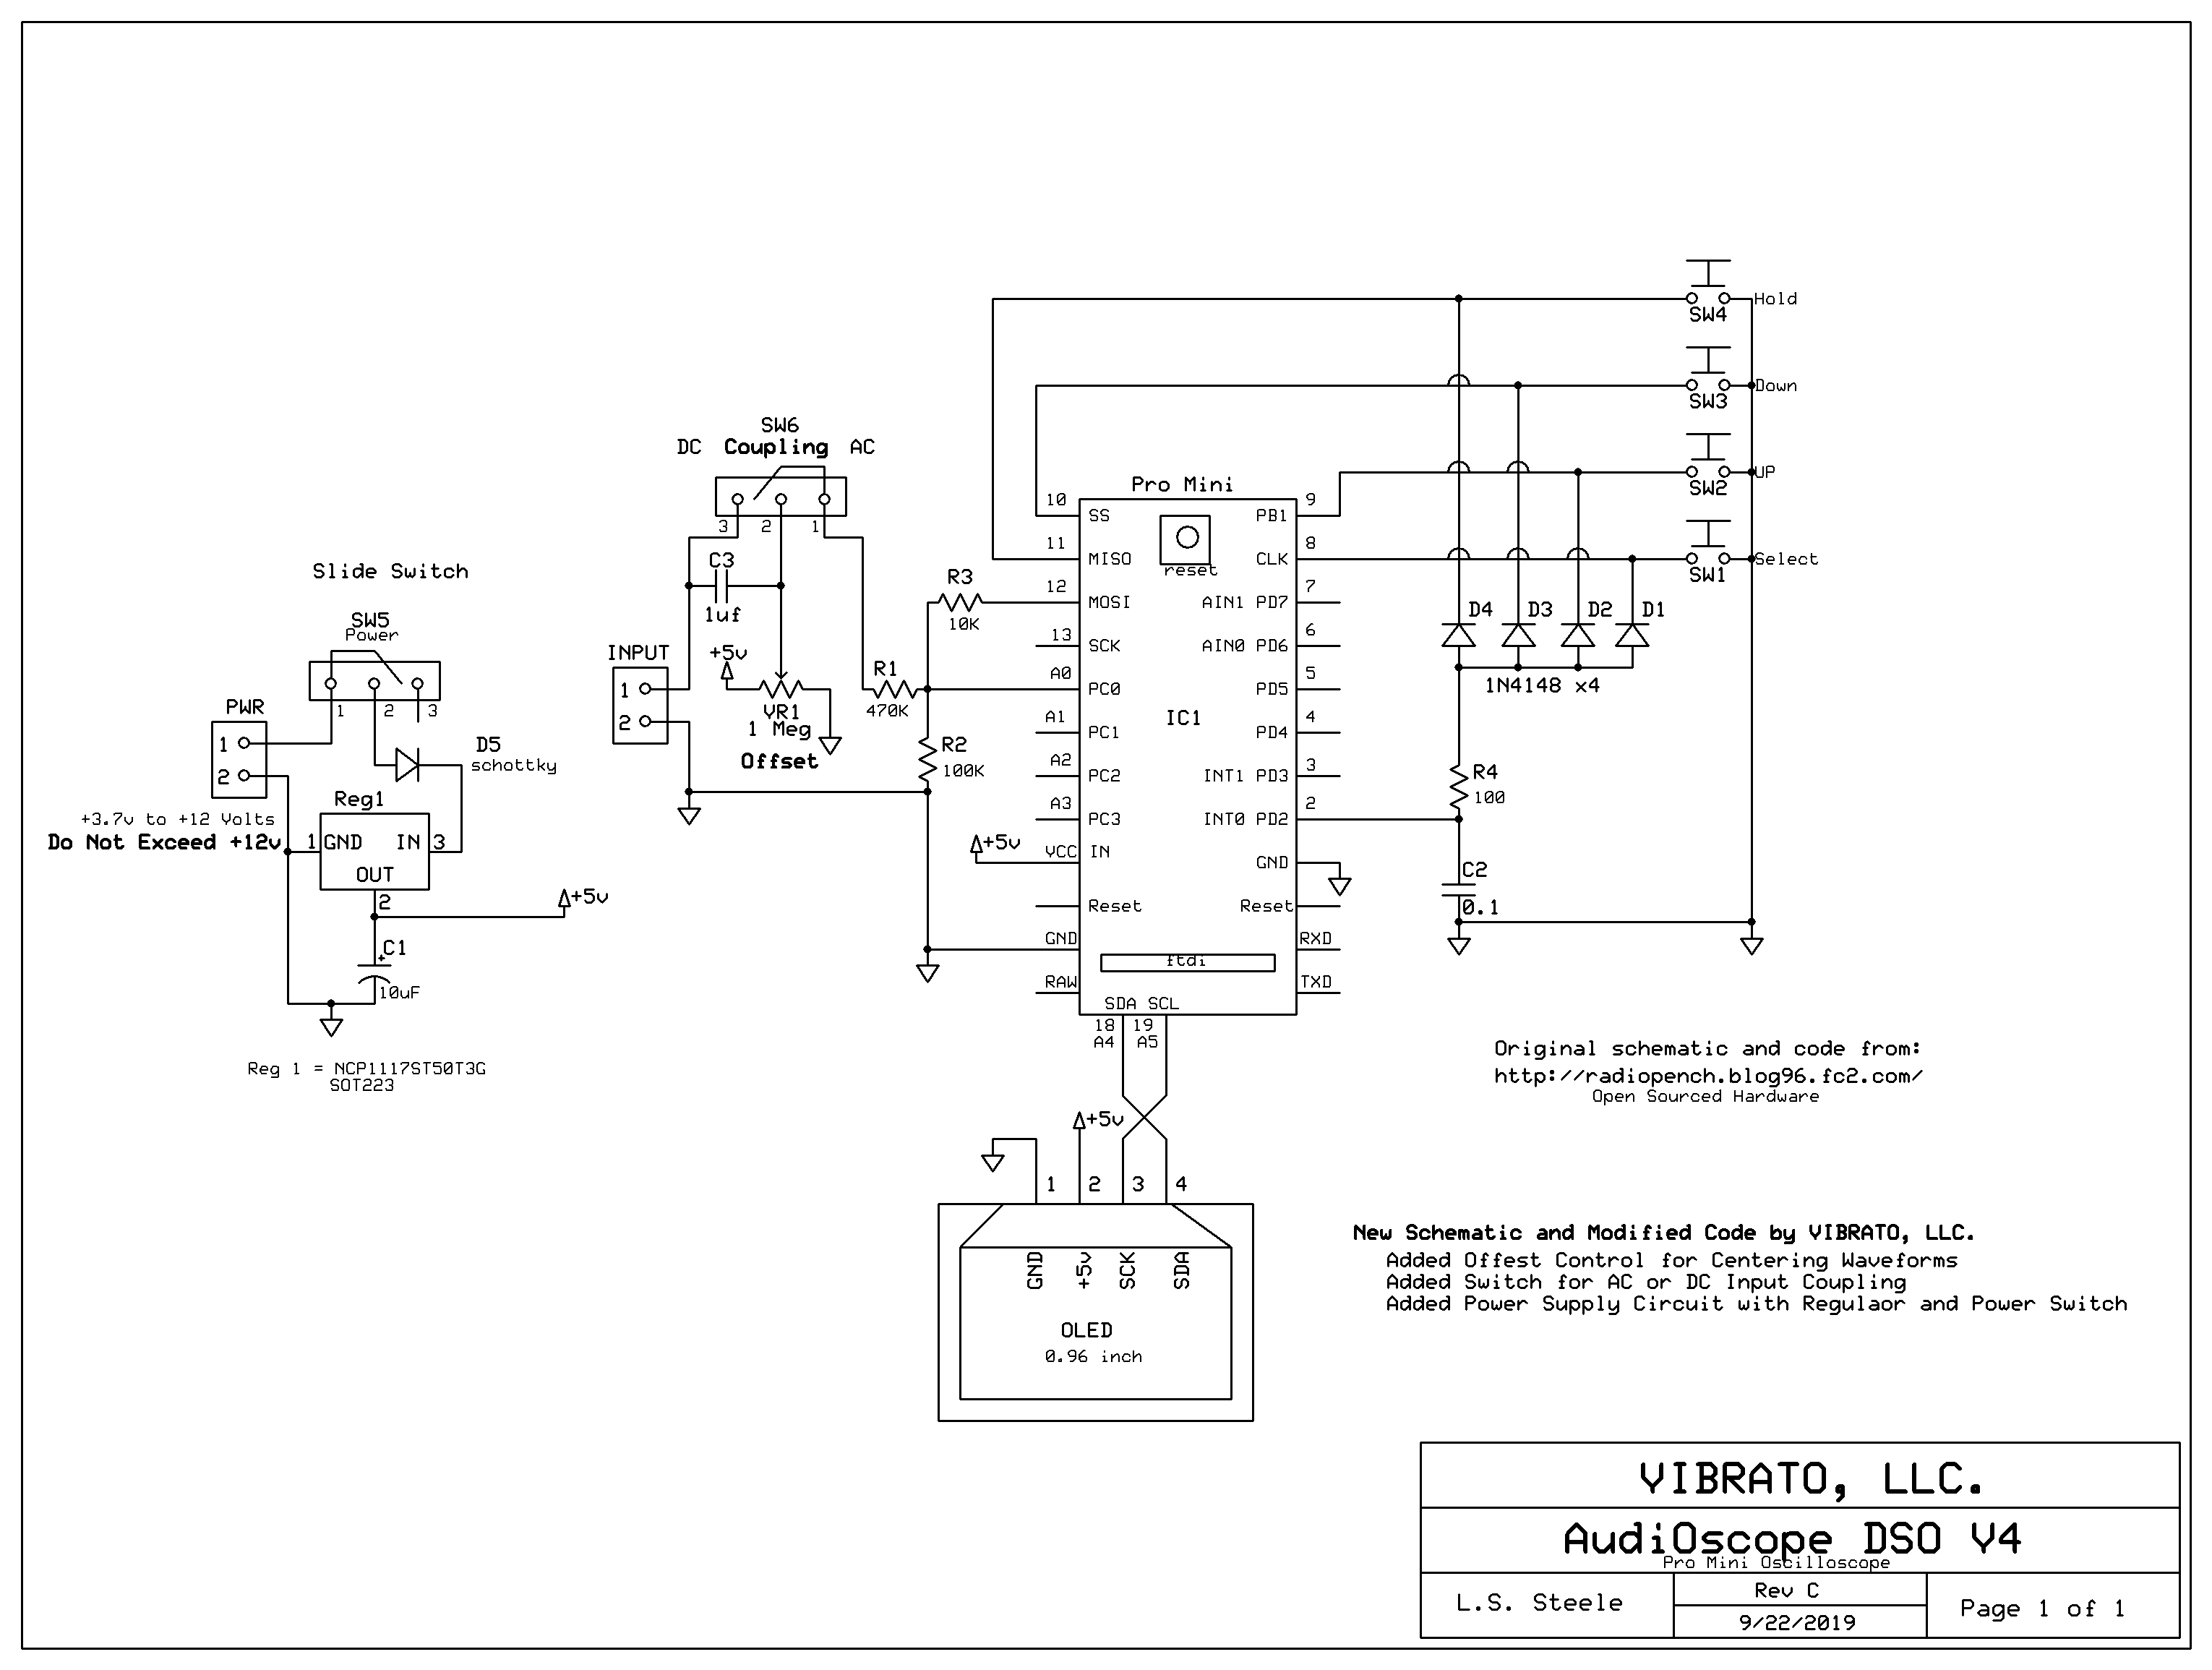 Hold
SW4
Down
SW3
UP
SW2
Select
SW1
SW6
DC Coupling AC
3 2 1
C3
1uf
INPUT
1
2
+5v
VR1
1 Meg
Offset
R1
470K
R3
10K
R2
100K
Slide Switch
SW5
Power
1 2 3
PWR
1
2
D5
schottky
+3.7v to +12 Volts
Do Not Exceed +12v
Reg1
1 GND IN 3
OUT
2
+5v
C1
+
10uF
Reg 1 = NCP1117ST50T3G
SOT223
Pro Mini
reset
IC1
10 SS PB1 9
11 MISO CLK 8
12 MOSI AIN1 PD7 7
13 SCK AIN0 PD6 6
A0 PC0 PD5 5
A1 PC1 PD4 4
A2 PC2 INT1 PD3 3
A3 PC3 INT0 PD2 2
+5v
VCC IN GND
Reset Reset
GND RXD
ftdi
RAW TXD
SDA SCL
18 19
A4 A5
D4 D3 D2 D1
1N4148 x4
R4
100
C2
0.1
+5v
1 2 3 4
GND
+5v
SCK
SDA
OLED
0.96 inch
Original schematic and code from:
http://radiopench.blog96.fc2.com/
Open Sourced Hardware
New Schematic and Modified Code by VIBRATO, LLC.
Added Offest Control for Centering Waveforms
Added Switch for AC or DC Input Coupling
Added Power Supply Circuit with Regulaor and Power Switch
VIBRATO, LLC.
AudiOscope DSO V4
Pro Mini Oscilloscope
L.S. Steele
Rev C
9/22/2019
Page 1 of 1